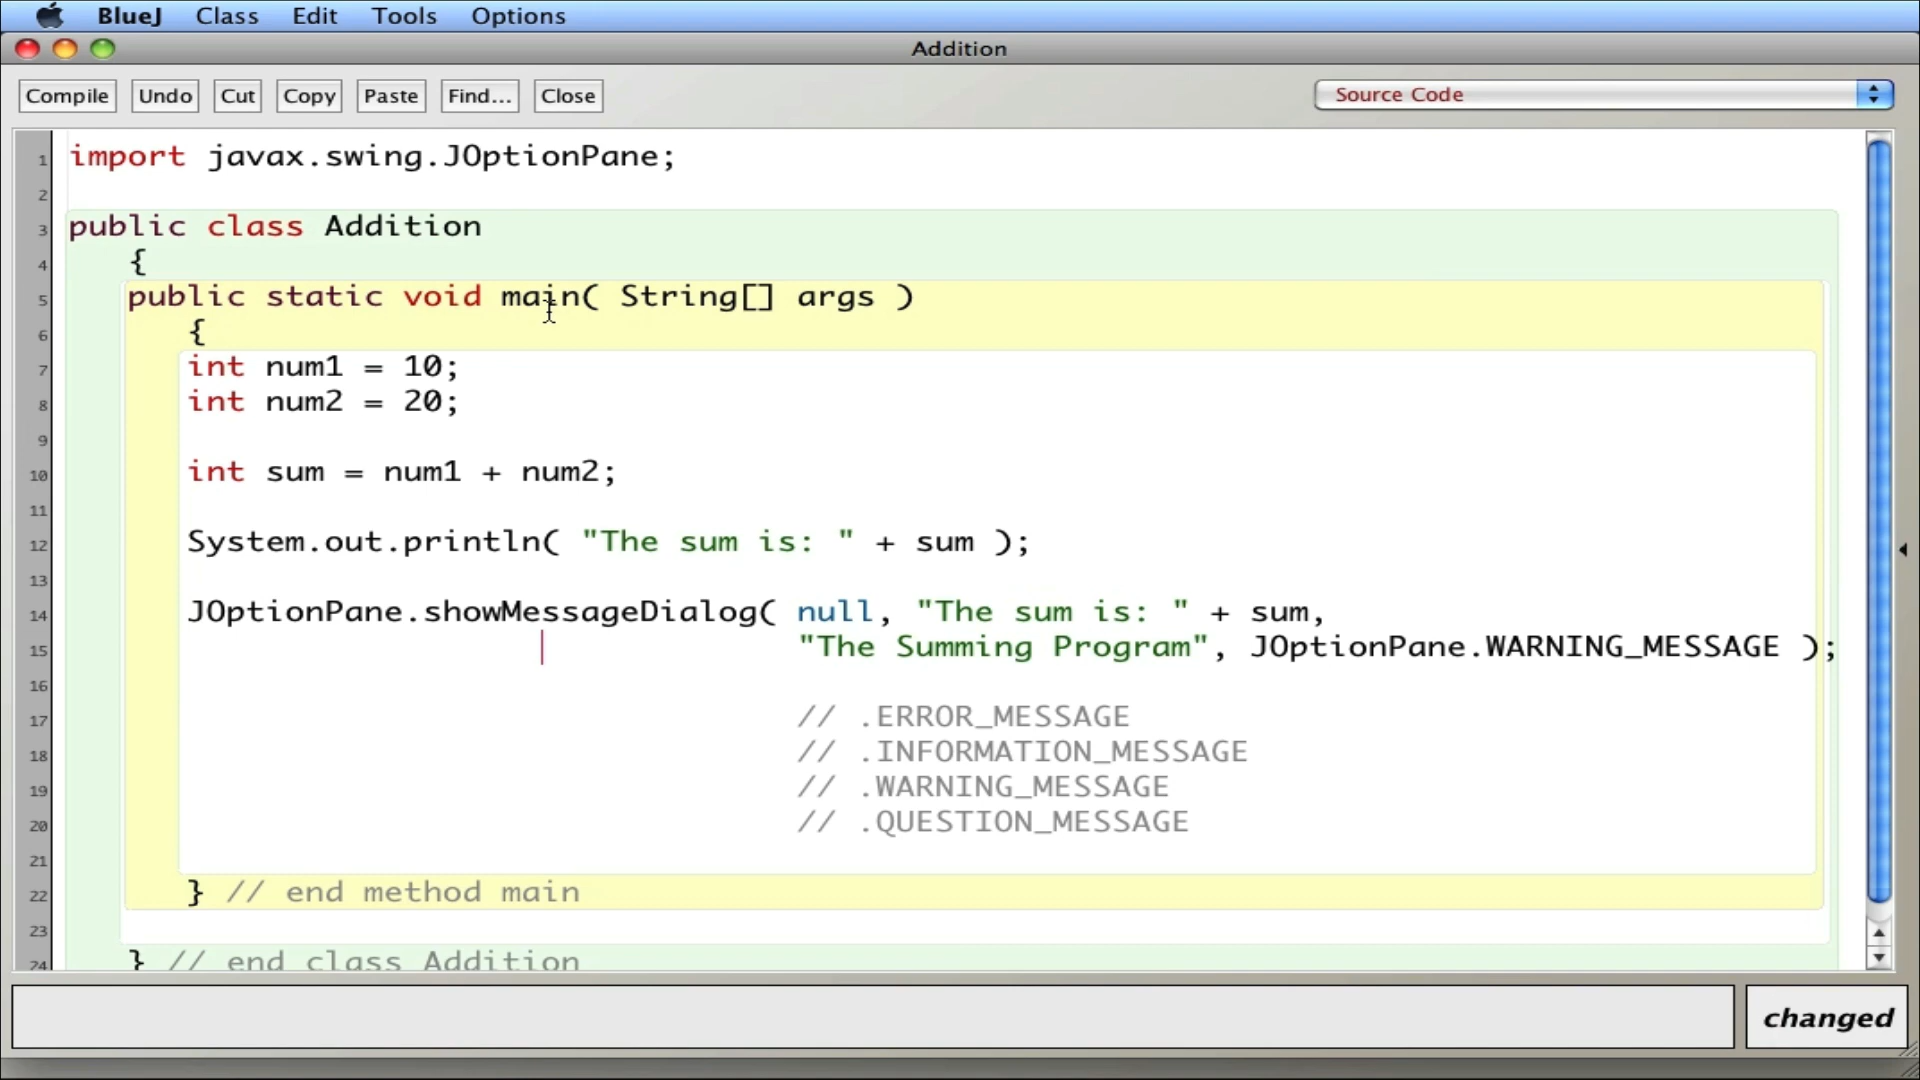 BlueJ Class Edit Tools Options
Addition
Compile Undo Cut Copy Paste Find... Close Source Code
1 import javax.swing.JOptionPane;
2
3 public class Addition
4 {
5 public static void main( String[] args )
6 {
7 int num1 = 10;
8 int num2 = 20;
9
10 int sum = num1 + num2;
11
12 System.out.println( "The sum is: " + sum );
13
14 JOptionPane.showMessageDialog( null, "The sum is: " + sum,
15 "The Summing Program", JOptionPane.WARNING_MESSAGE );
16
17 // .ERROR_MESSAGE
18 // .INFORMATION_MESSAGE
19 // .WARNING_MESSAGE
20 // .QUESTION_MESSAGE
21
22 } // end method main
23
24 } // end class Addition
changed